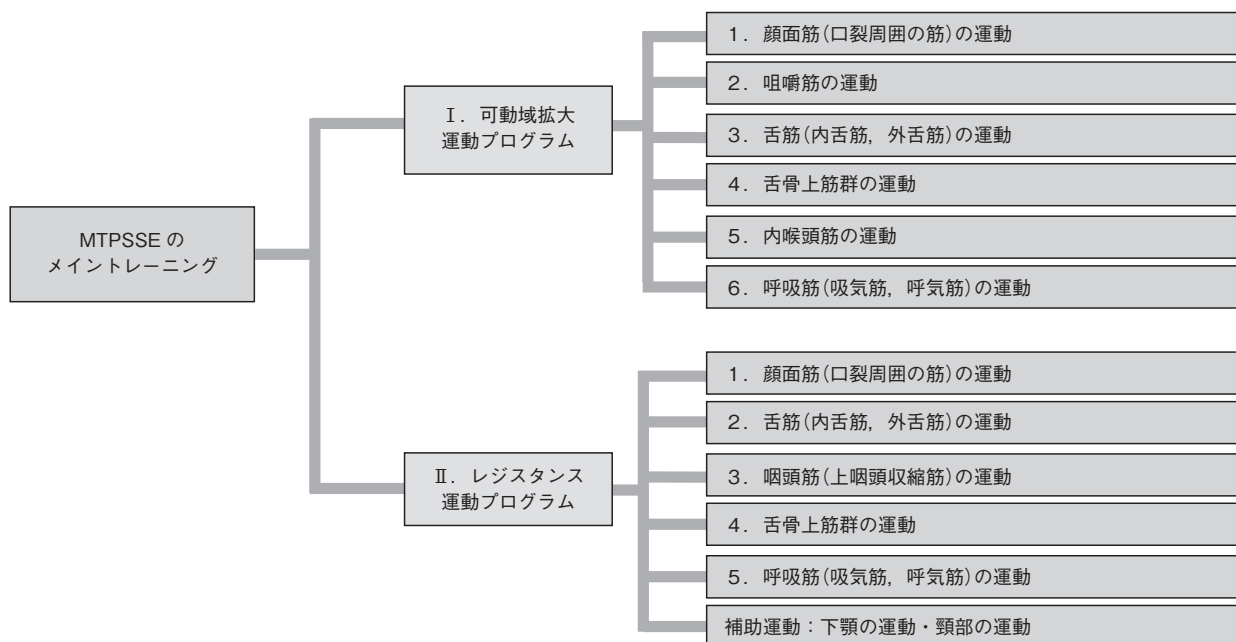 MTPSSE の
メイントレーニング
Ⅰ．可動域拡大
運動プログラム
1．顔面筋(口裂周囲の筋)の運動
2．咀嚼筋の運動
3．舌筋(内舌筋，外舌筋)の運動
4．舌骨上筋群の運動
5．内喉頭筋の運動
6．呼吸筋(吸気筋，呼気筋)の運動
Ⅱ．レジスタンス
運動プログラム
1．顔面筋(口裂周囲の筋)の運動
2．舌筋(内舌筋，外舌筋)の運動
3．咽頭筋(上咽頭収縮筋)の運動
4．舌骨上筋群の運動
5．呼吸筋(吸気筋，呼気筋)の運動
補助運動：下顎の運動・頸部の運動